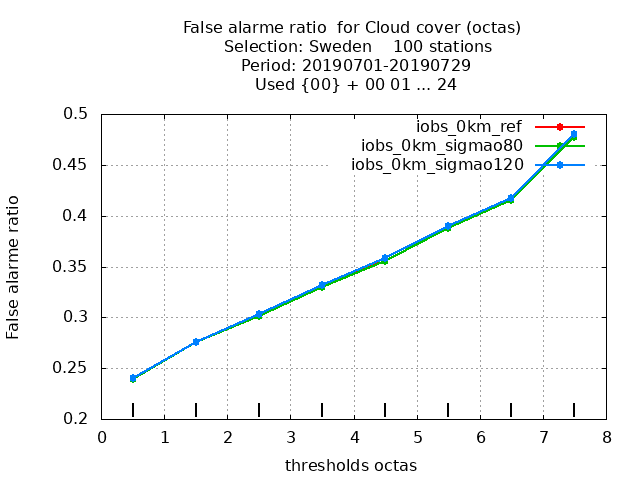 False alarme ratio  for Cloud cover (octas)
Selection: Sweden    100 stations
Period: 20190701-20190729
Used {00} + 00 01 ... 24
0.5
0.45
0.4
0.35
0.3
0.25
0.2
False alarme ratio
iobs_0km_ref
iobs_0km_sigmao80
iobs_0km_sigmao120
0 1 2 3 4 5 6 7 8
thresholds octas